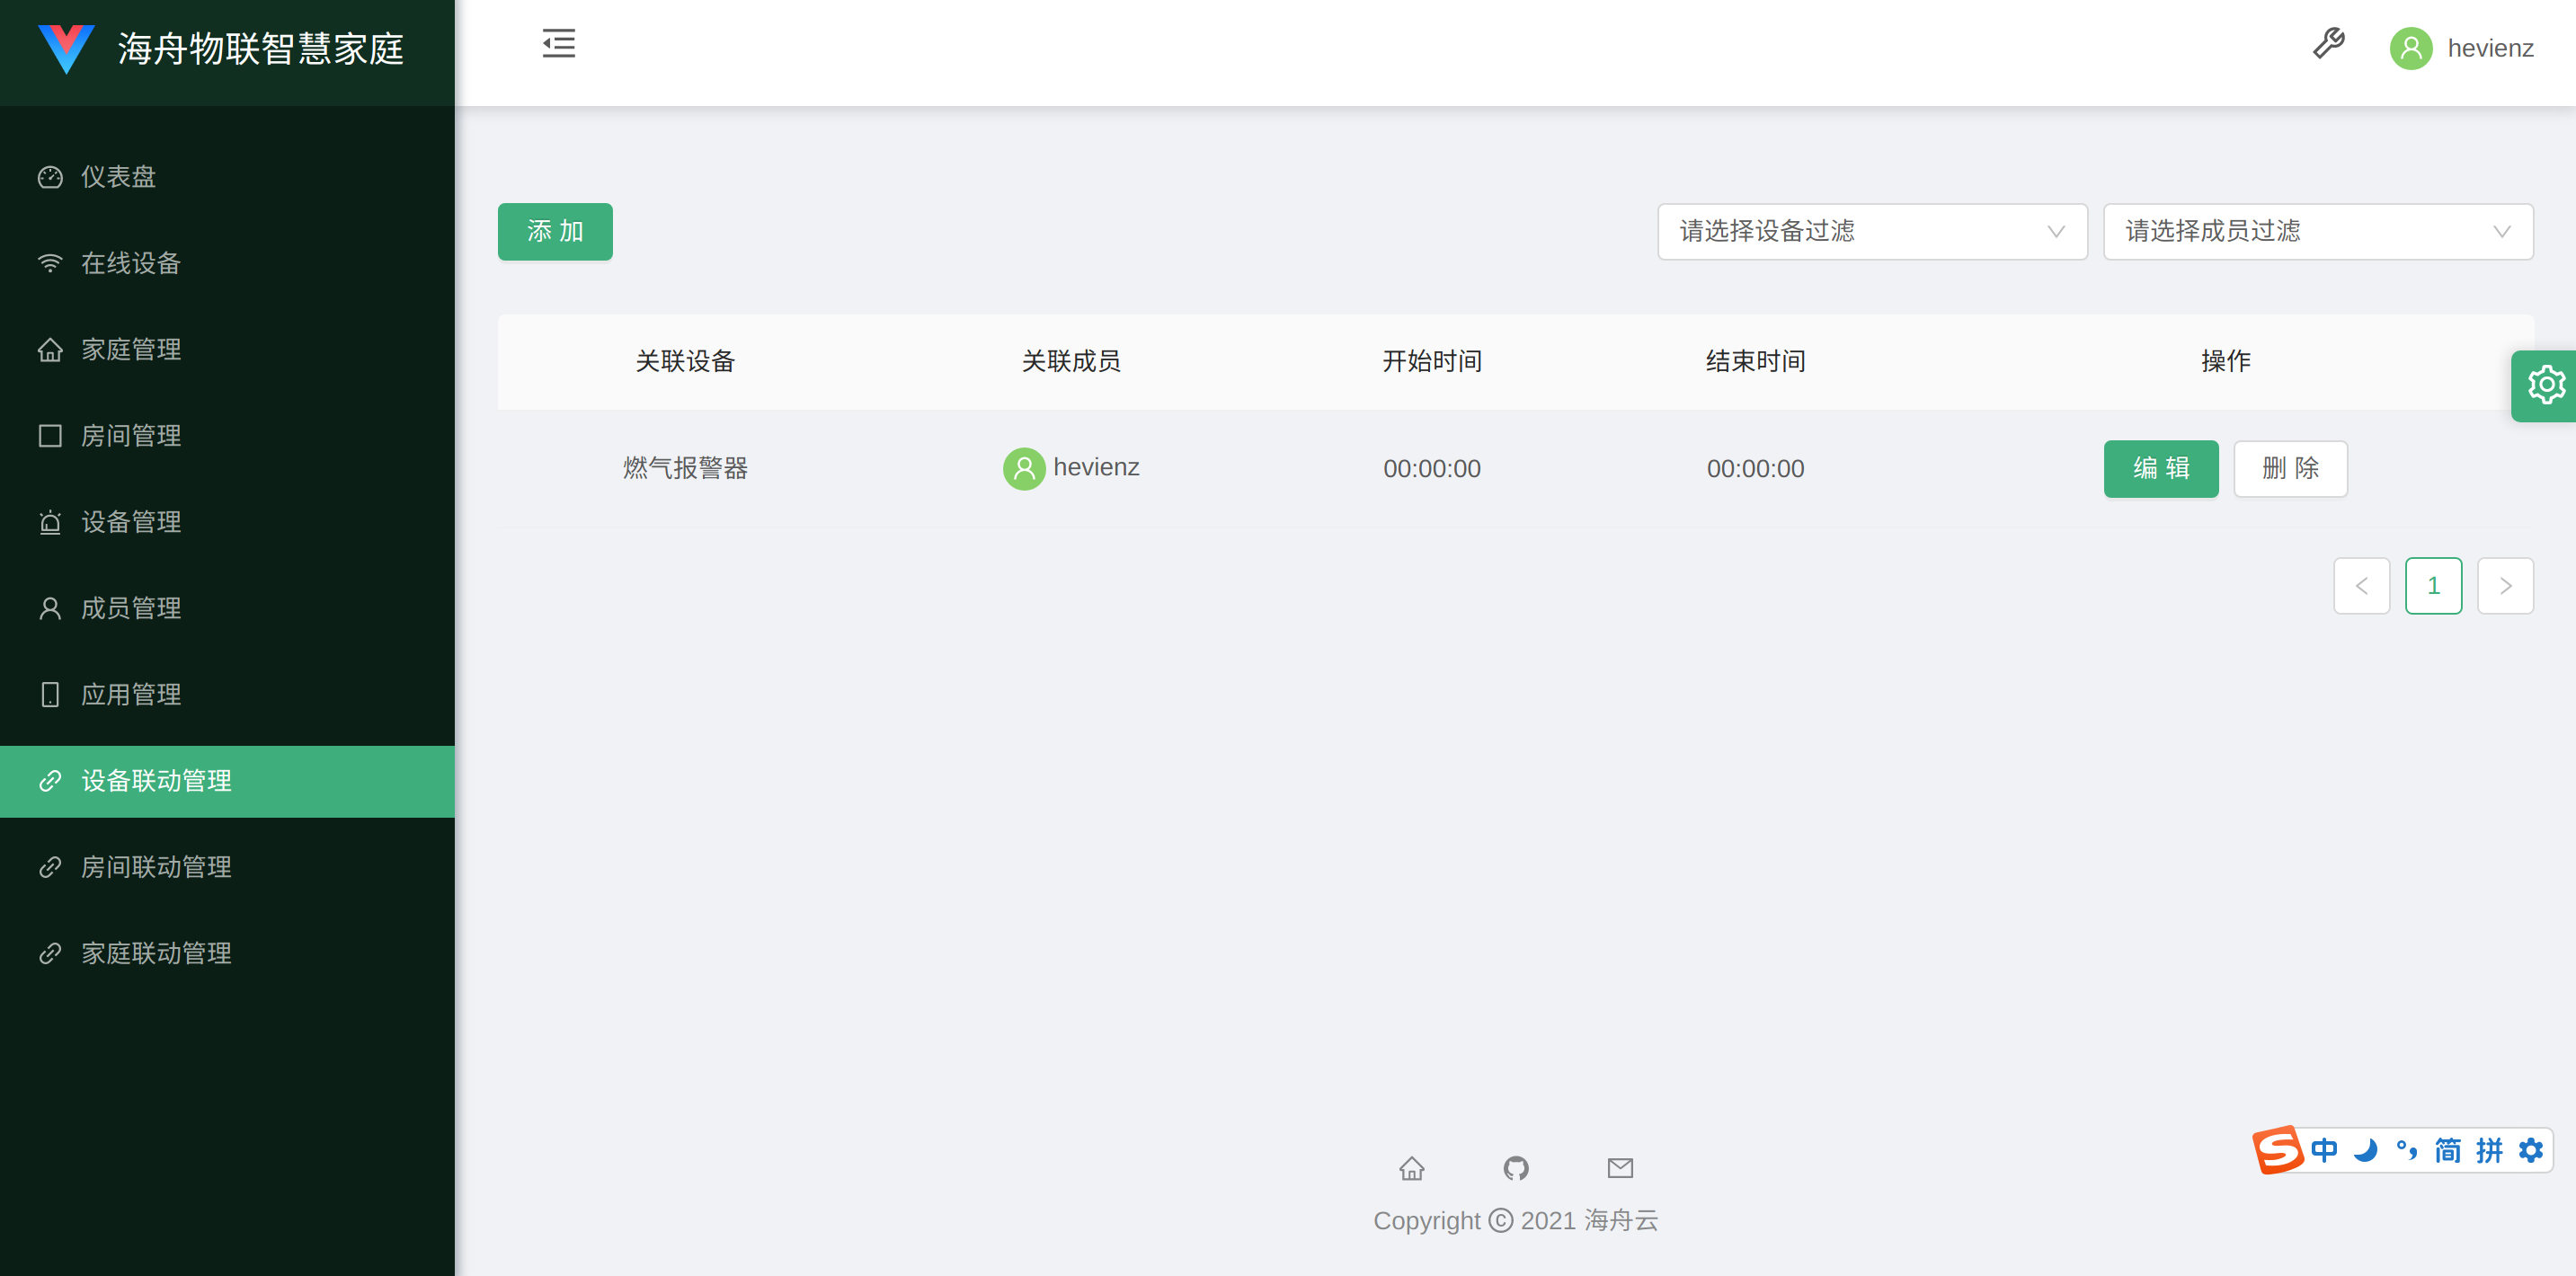 海舟物联智慧家庭
hevienz
仪表盘
在线设备
家庭管理
房间管理
设备管理
成员管理
应用管理
设备联动管理
房间联动管理
家庭联动管理
添 加
请选择设备过滤
请选择成员过滤
关联设备 关联成员 开始时间 结束时间 操作
燃气报警器 hevienz 00:00:00 00:00:00 编 辑 删 除
1
中 简 拼
Copyright © 2021 海舟云